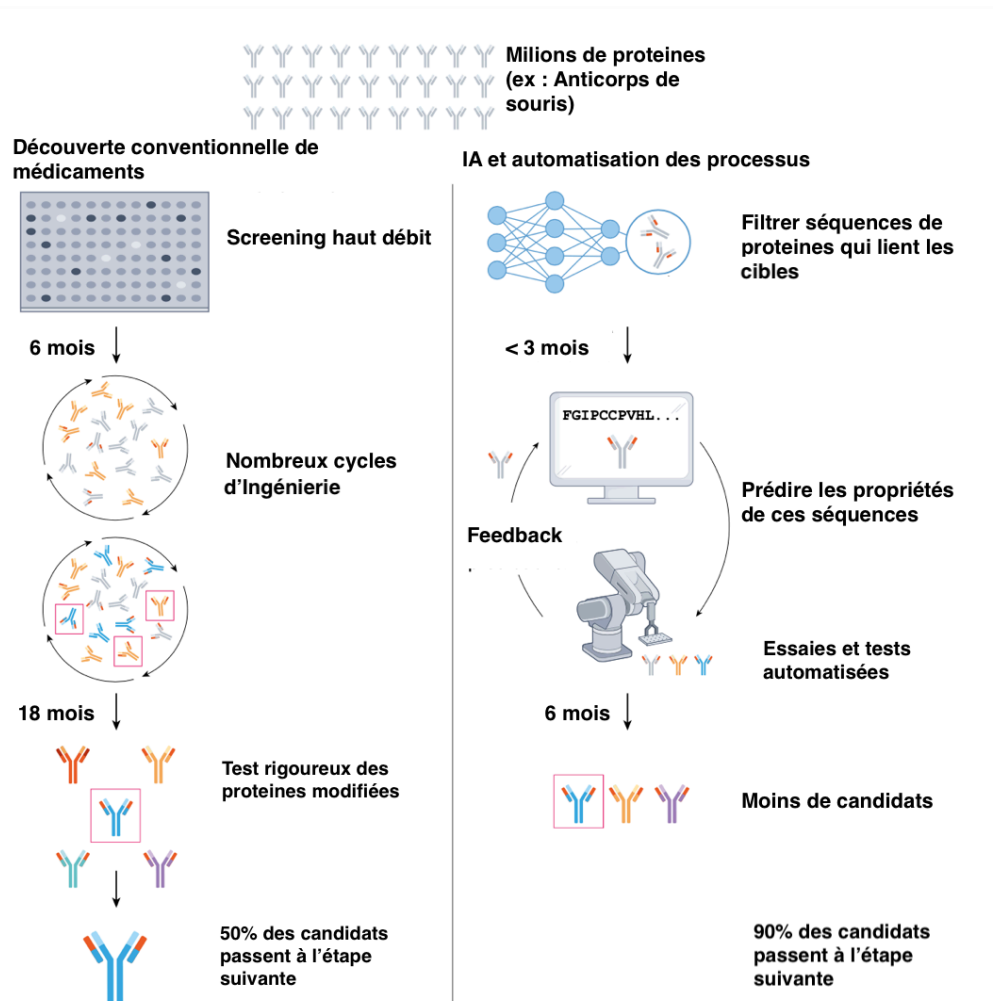 Milions de proteines
(ex : Anticorps de
souris)
Découverte conventionnelle de
médicaments
Screening haut débit
6 mois
Nombreux cycles
d’Ingénierie
18 mois
Test rigoureux des
proteines modifiées
50% des candidats
passent à l’étape
suivante
IA et automatisation des processus
Filtrer séquences de
proteines qui lient les
cibles
< 3 mois
FGIPCCPVHL...
Prédire les propriétés
de ces séquences
Feedback
Essaies et tests
automatisées
6 mois
Moins de candidats
90% des candidats
passent à l’étape
suivante